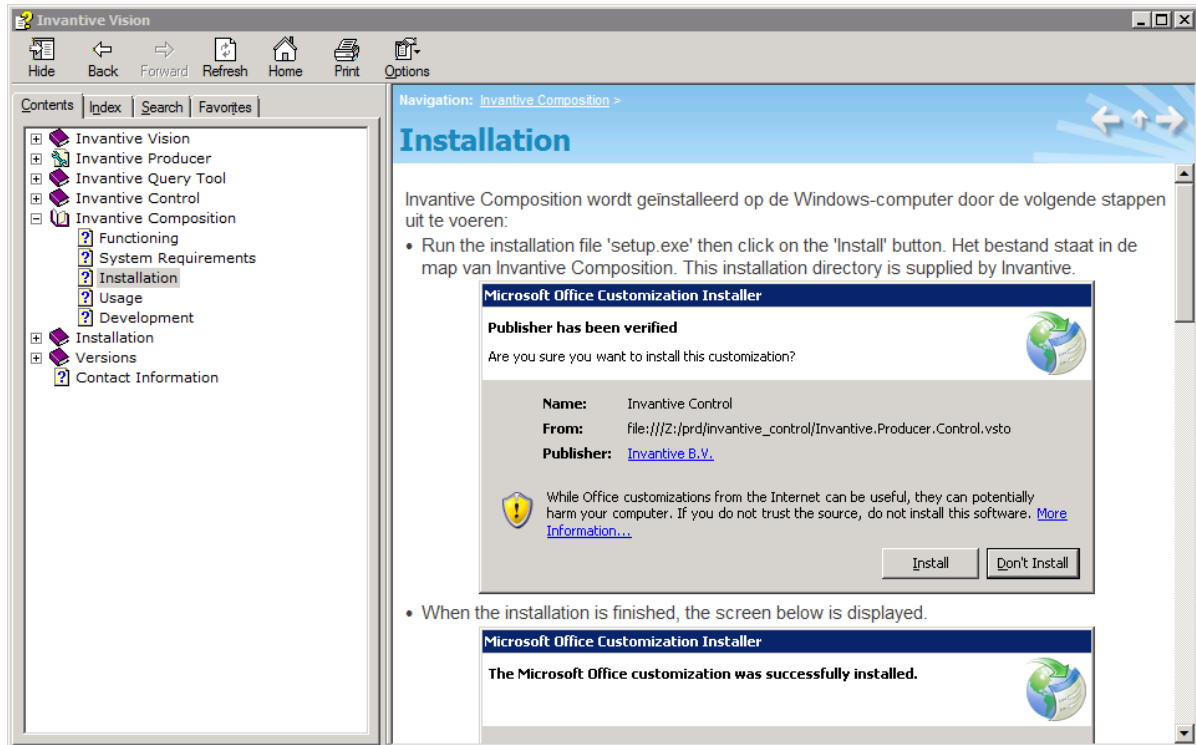 Invantive Vision
Hide Back Forward Refresh Home Print Options
Contents Index Search Favorites
Invantive Vision
Invantive Producer
Invantive Query Tool
Invantive Control
Invantive Composition
Functioning
System Requirements
Installation
Usage
Development
Installation
Versions
Contact Information
Navigation: Invantive Composition >
Installation
Invantive Composition wordt geïnstalleerd op de Windows-computer door de volgende stappen
uit te voeren:
• Run the installation file 'setup.exe' then click on the 'Install' button. Het bestand staat in de
map van Invantive Composition. This installation directory is supplied by Invantive.
Microsoft Office Customization Installer
Publisher has been verified
Are you sure you want to install this customization?
Name: Invantive Control
From: file:///Z:/prd/invantive_control/Invantive.Producer.Control.vsto
Publisher: Invantive B.V.
While Office customizations from the Internet can be useful, they can potentially
harm your computer. If you do not trust the source, do not install this software. More
Information...
Install Don't Install
• When the installation is finished, the screen below is displayed.
Microsoft Office Customization Installer
The Microsoft Office customization was successfully installed.